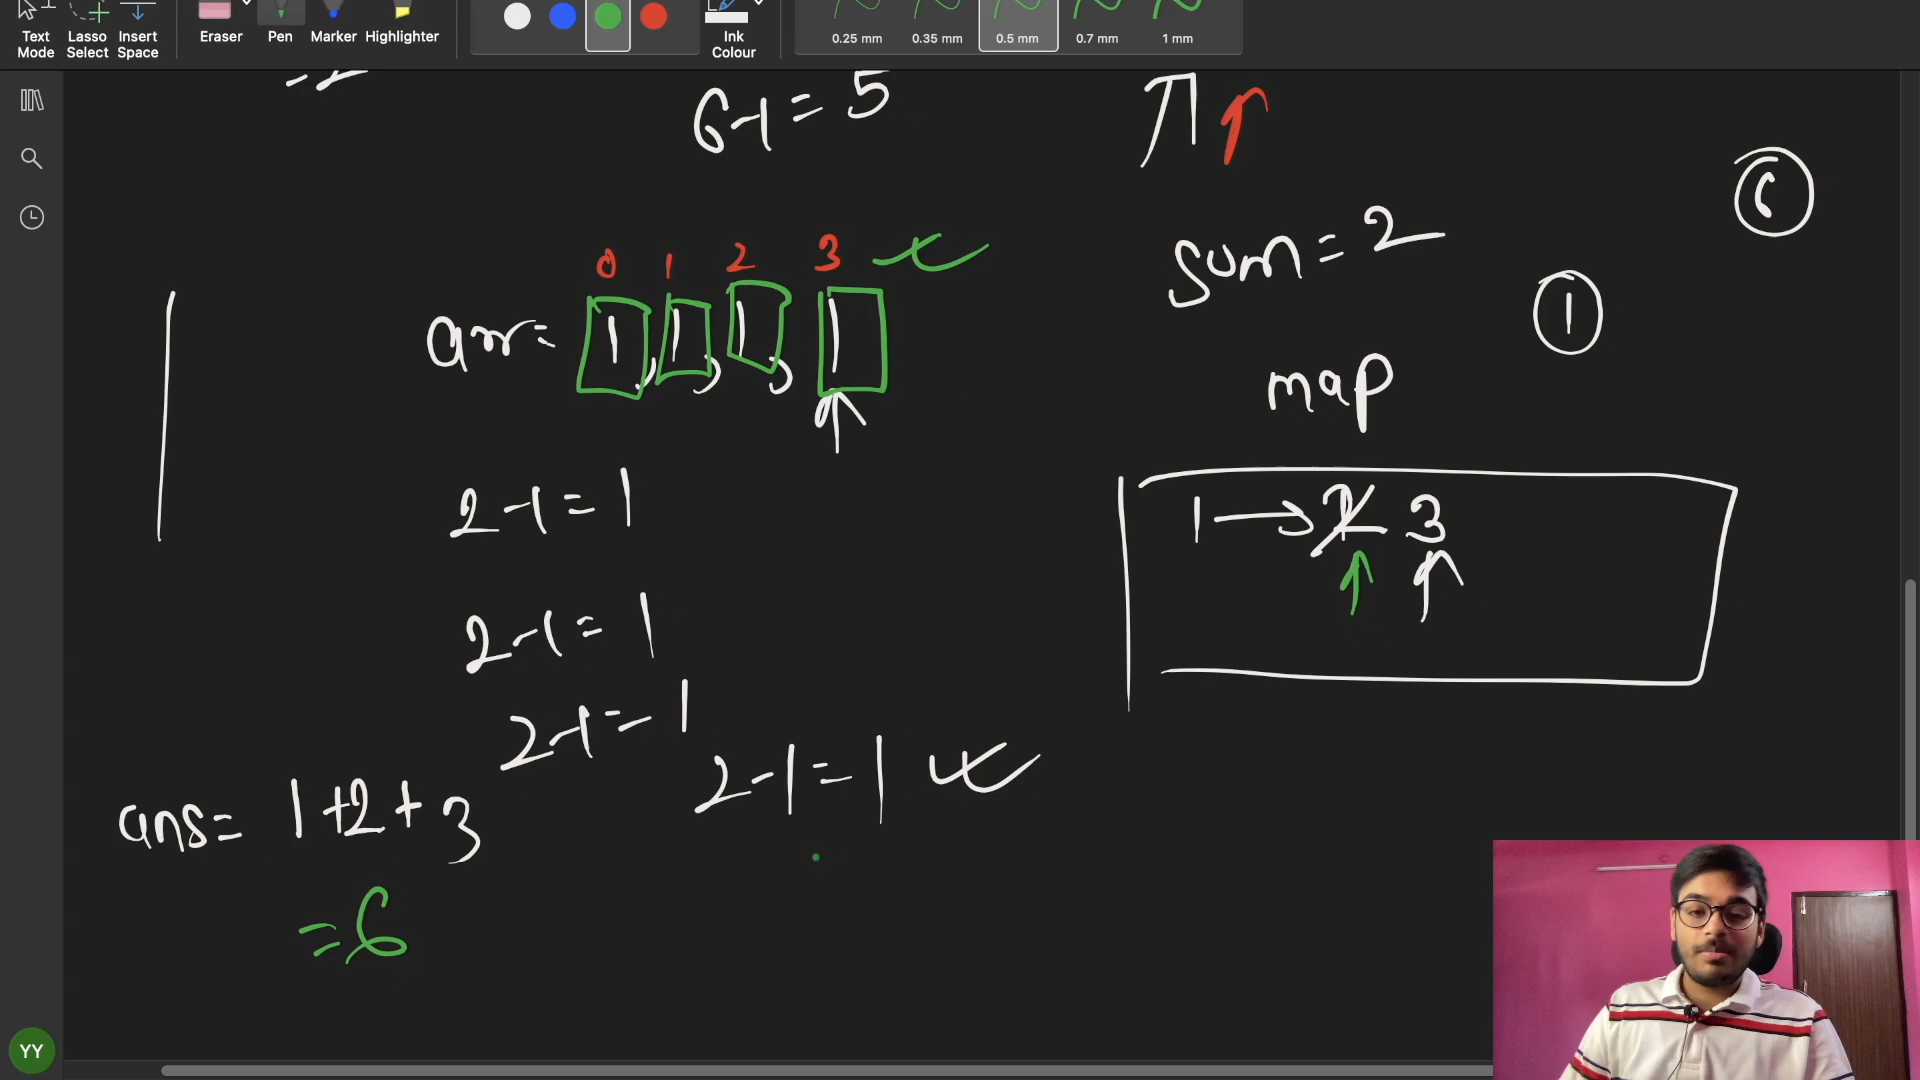 Text Mode
Lasso Select
Insert Space
Eraser
Pen
Marker
Highlighter
Ink Colour
0.25 mm
0.35 mm
0.5 mm
0.7 mm
1 mm
6-1=5
6
0 1 2 3
sum=2
arr= 1, 1, 1, 1
1
map
2-1=1
1→2 3
2-1=1
2-1=1
2-1=1
ans= 1+2+3
=6
YY